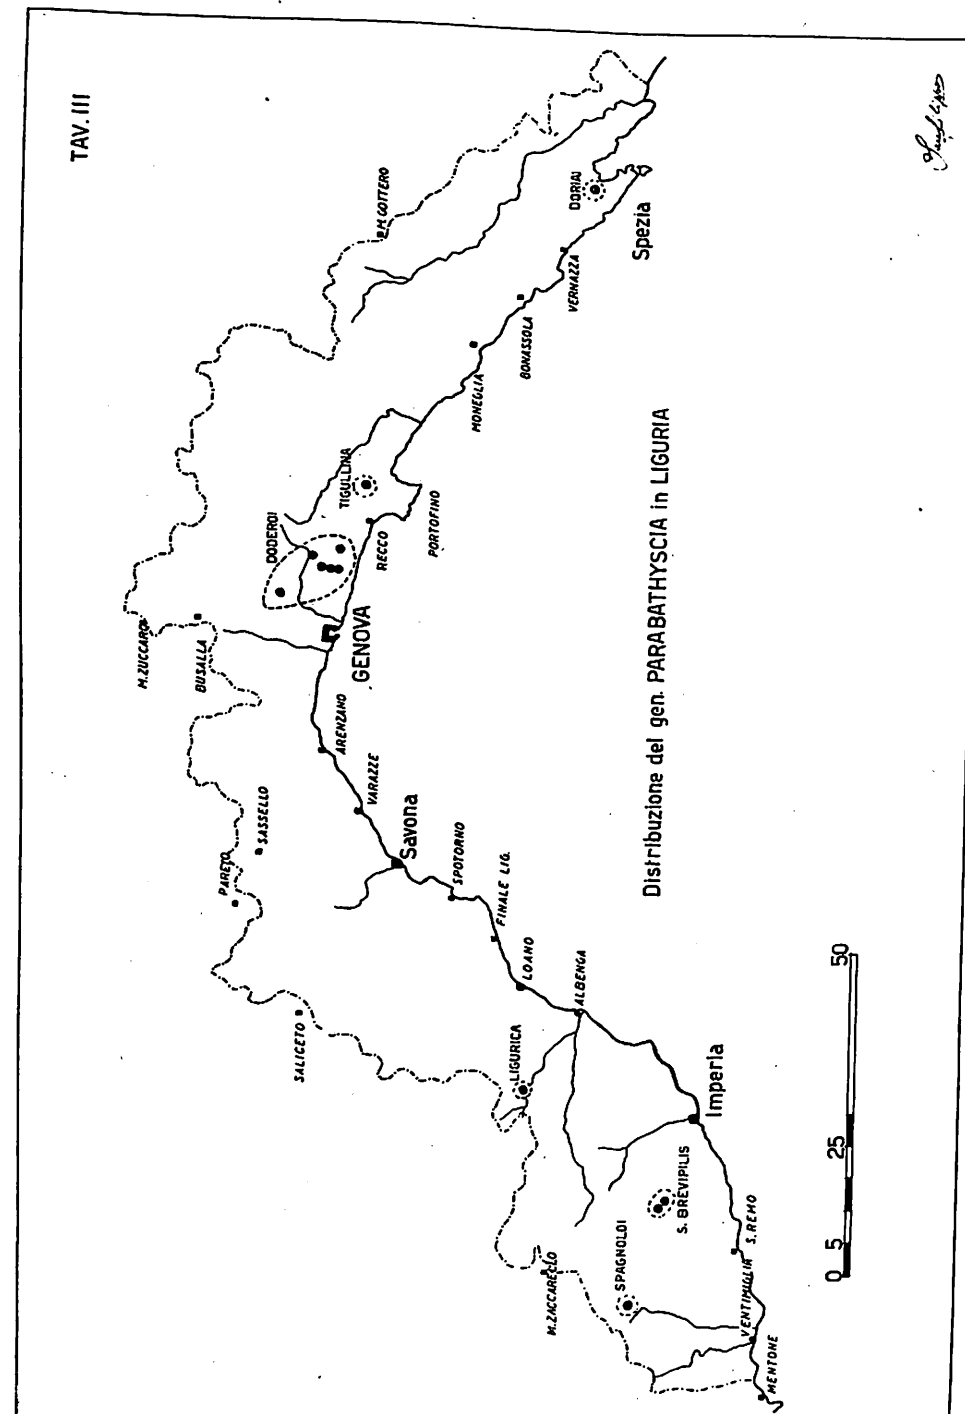 TAV. III
M. GOTTERO
DORIAI
Spezia
VERNAZZA
BONASSOLA
MONEGLIA
TIGULLINA
DODEROI
RECCO
PORTOFINO
GENOVA
M. ZUCCARO
BUSALLA
ARENZANO
VARAZZE
SASSELLO
PARETO
Savona
SPOTORNO
FINALE LIG.
LOANO
ALBENGA
SALICETO
LIGURICA
Imperia
S. BREVIPILIS
SPAGNOLOI
M. ZACCARELLO
S. REMO
VENTIMIGLIA
MENTONE
Distribuzione del gen. PARABATHYSCIA in LIGURIA
0 5 25 50